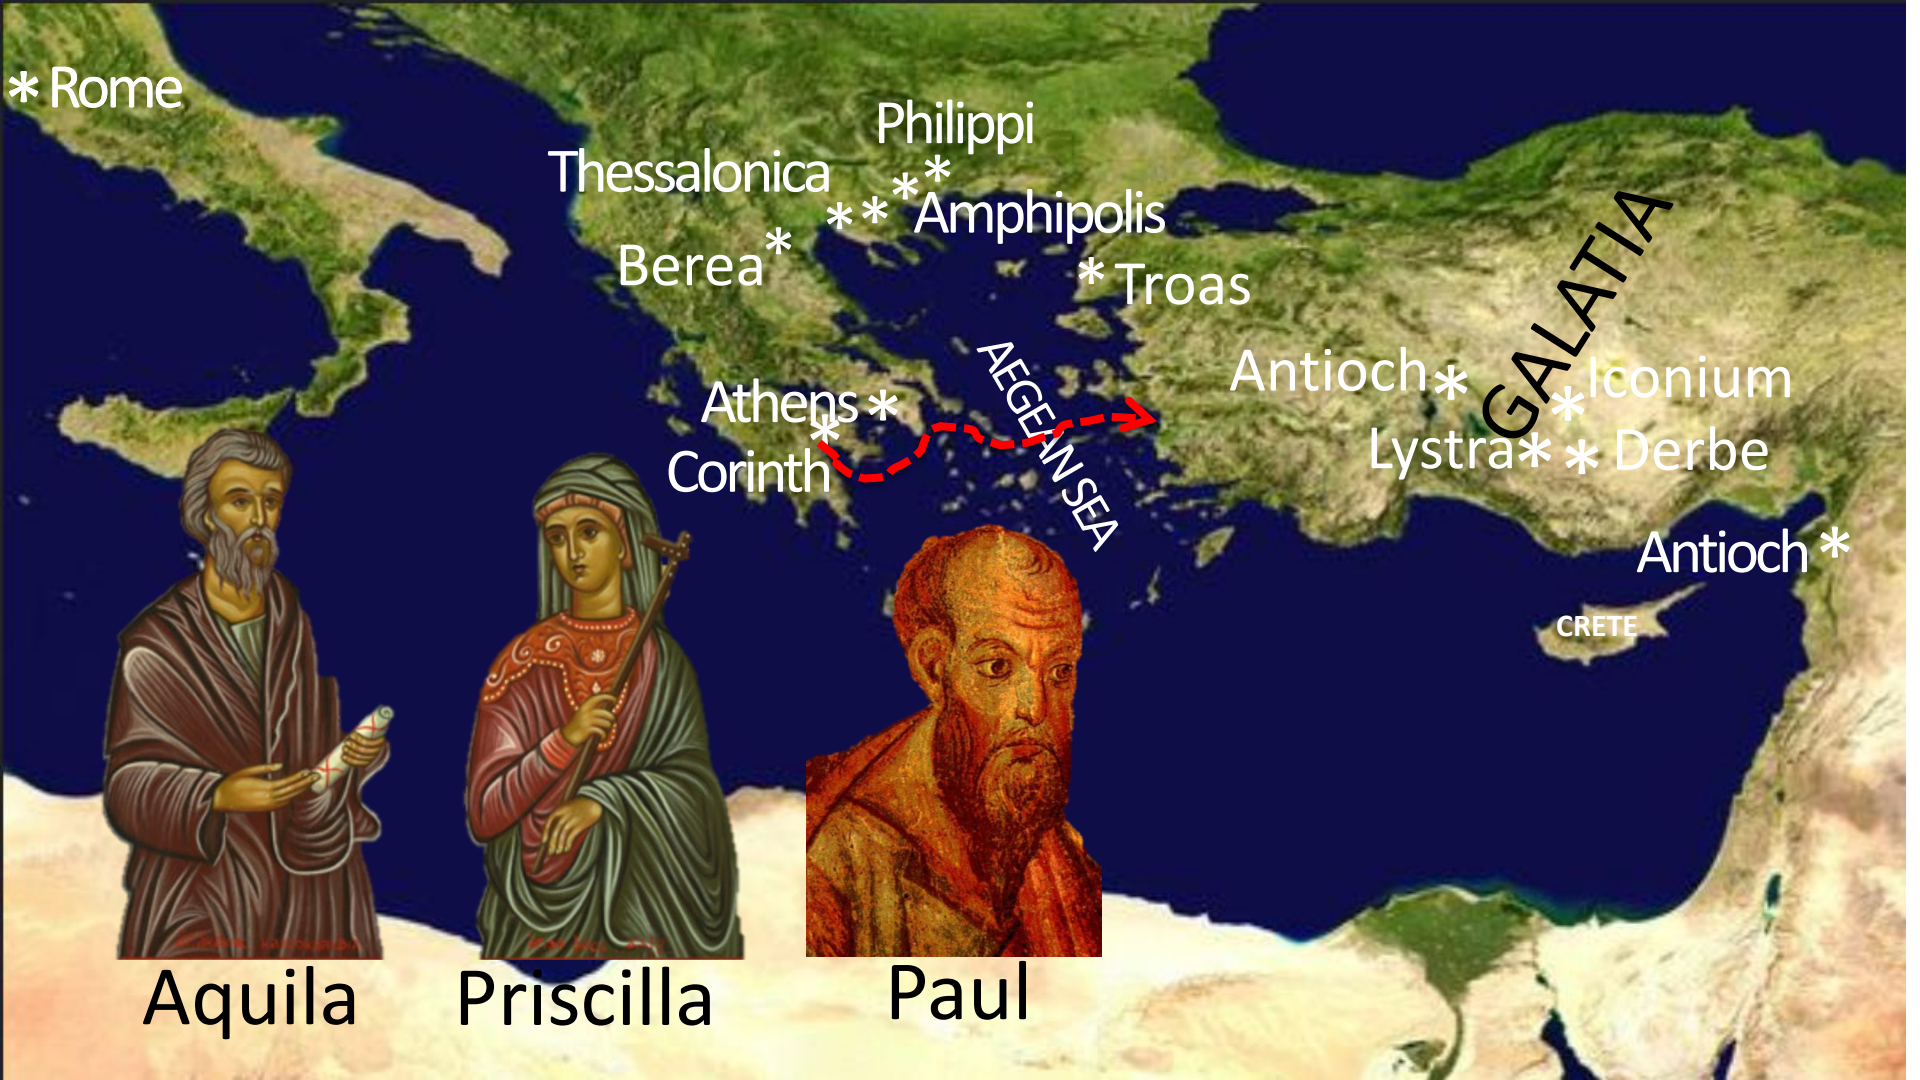 *Rome
Philippi
Thessalonica
*
*
* *
Amphipolis
Berea*
*Troas
AEGEAN SEA
GALATIA
Antioch*
*Iconium
Athens*
*
Corinth
Lystra*
* Derbe
Antioch*
CRETE
Aquila
Priscilla
Paul